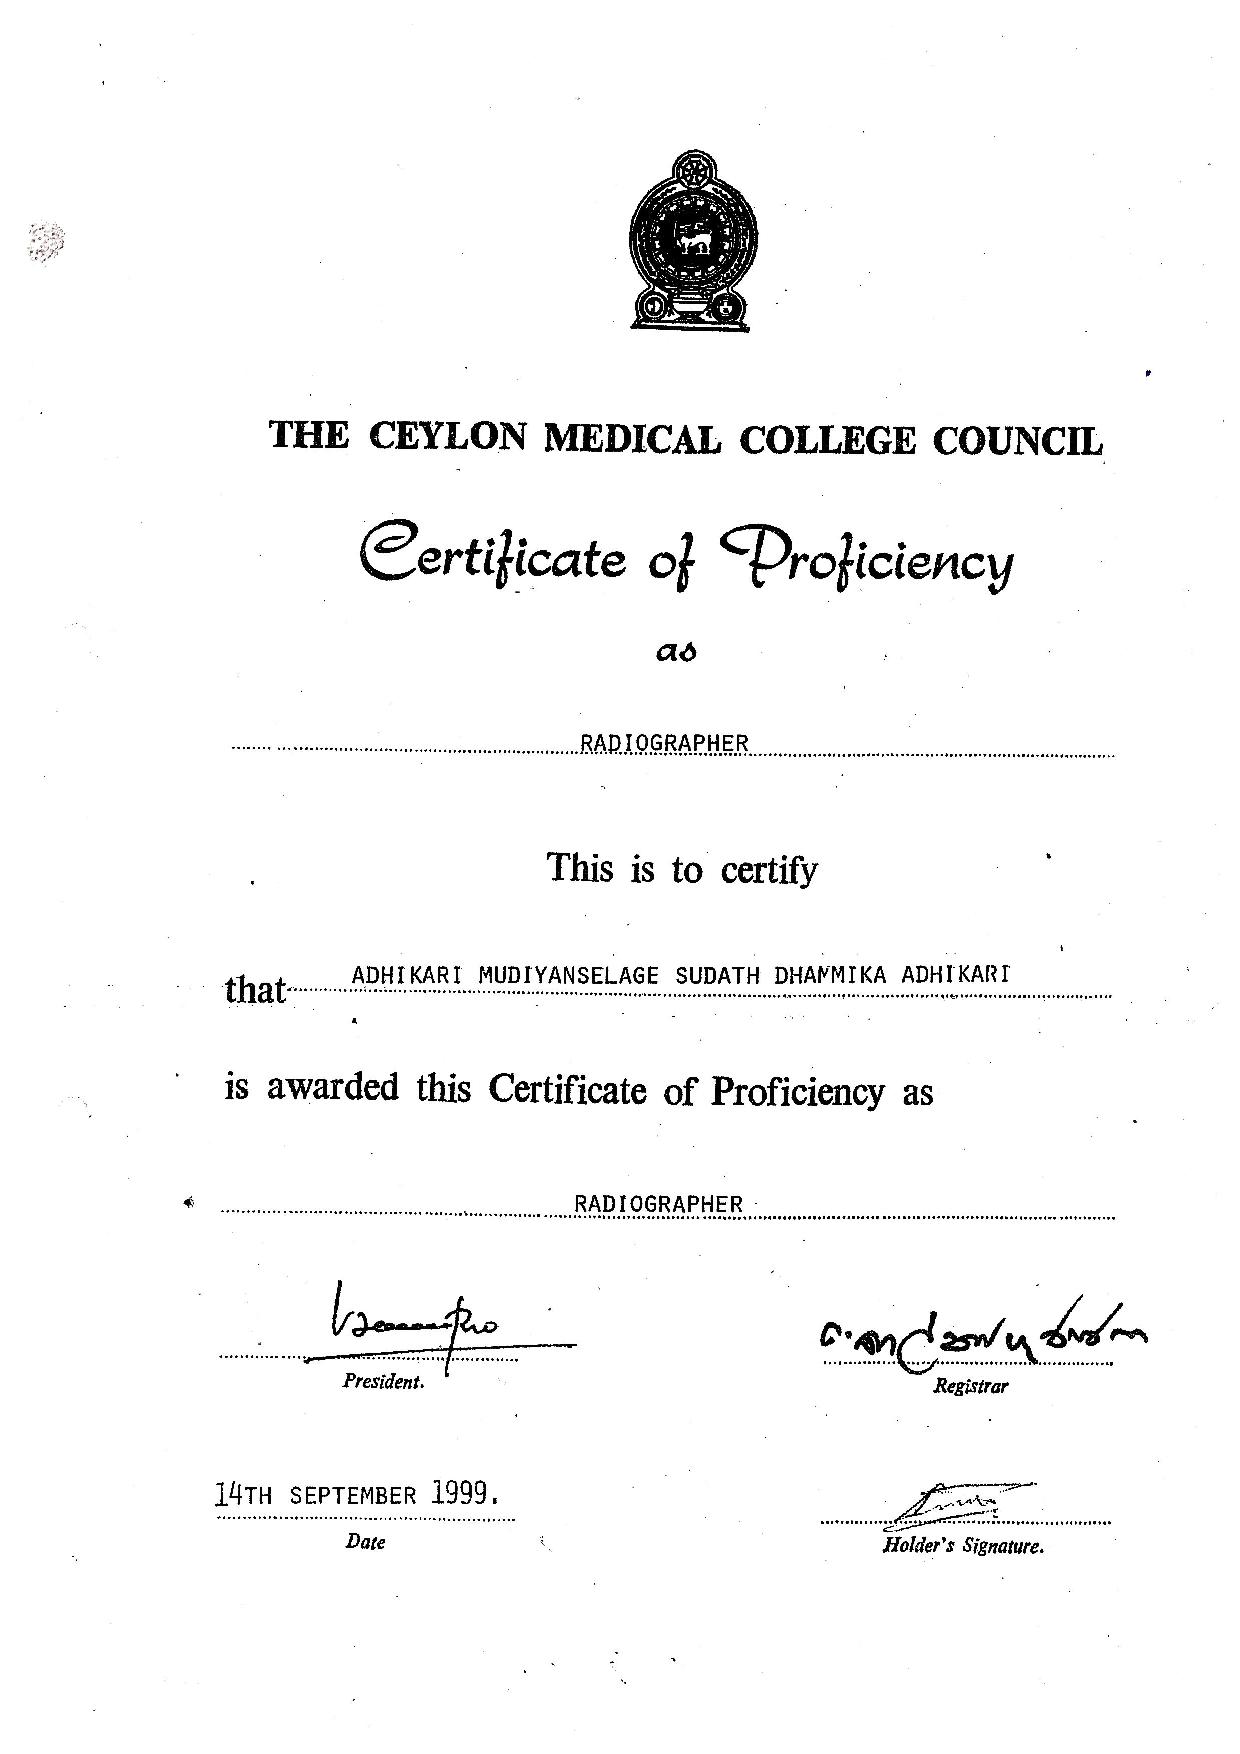 THE CEYLON MEDICAL COLLEGE COUNCIL
Certificate of Proficiency
as
RADIOGRAPHER
This is to certify
that ADHIKARI MUDIYANSELAGE SUDATH DHAMMIKA ADHIKARI
is awarded this Certificate of Proficiency as
RADIOGRAPHER
President.
Registrar
14TH SEPTEMBER 1999.
Date
Holder's Signature.